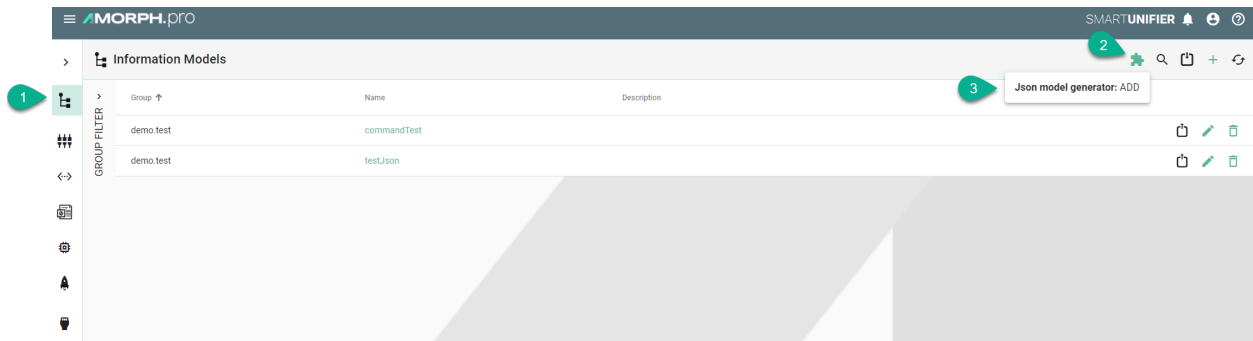 AMORPH.pro
SMARTUNIFIER
2
Information Models
1
3
Json model generator: ADD
GROUP FILTER
Group
Name
Description
demo.test
commandTest
demo.test
testJson